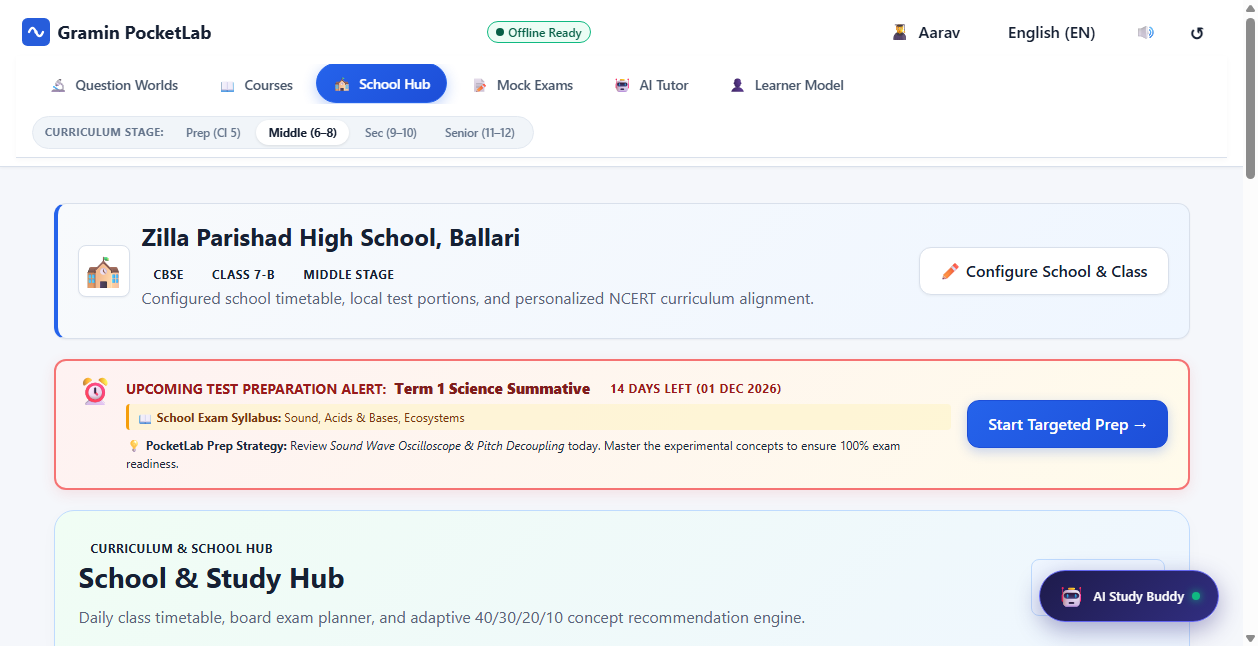 Gramin PocketLab
Offline Ready
Aarav
English (EN)
Question Worlds
Courses
School Hub
Mock Exams
AI Tutor
Learner Model
CURRICULUM STAGE:
Prep (Cl 5)
Middle (6–8)
Sec (9–10)
Senior (11–12)
Zilla Parishad High School, Ballari
CBSE
CLASS 7-B
MIDDLE STAGE
Configured school timetable, local test portions, and personalized NCERT curriculum alignment.
Configure School & Class
UPCOMING TEST PREPARATION ALERT: Term 1 Science Summative
14 DAYS LEFT (01 DEC 2026)
School Exam Syllabus: Sound, Acids & Bases, Ecosystems
PocketLab Prep Strategy: Review Sound Wave Oscilloscope & Pitch Decoupling today. Master the experimental concepts to ensure 100% exam
readiness.
Start Targeted Prep →
CURRICULUM & SCHOOL HUB
School & Study Hub
Daily class timetable, board exam planner, and adaptive 40/30/20/10 concept recommendation engine.
AI Study Buddy